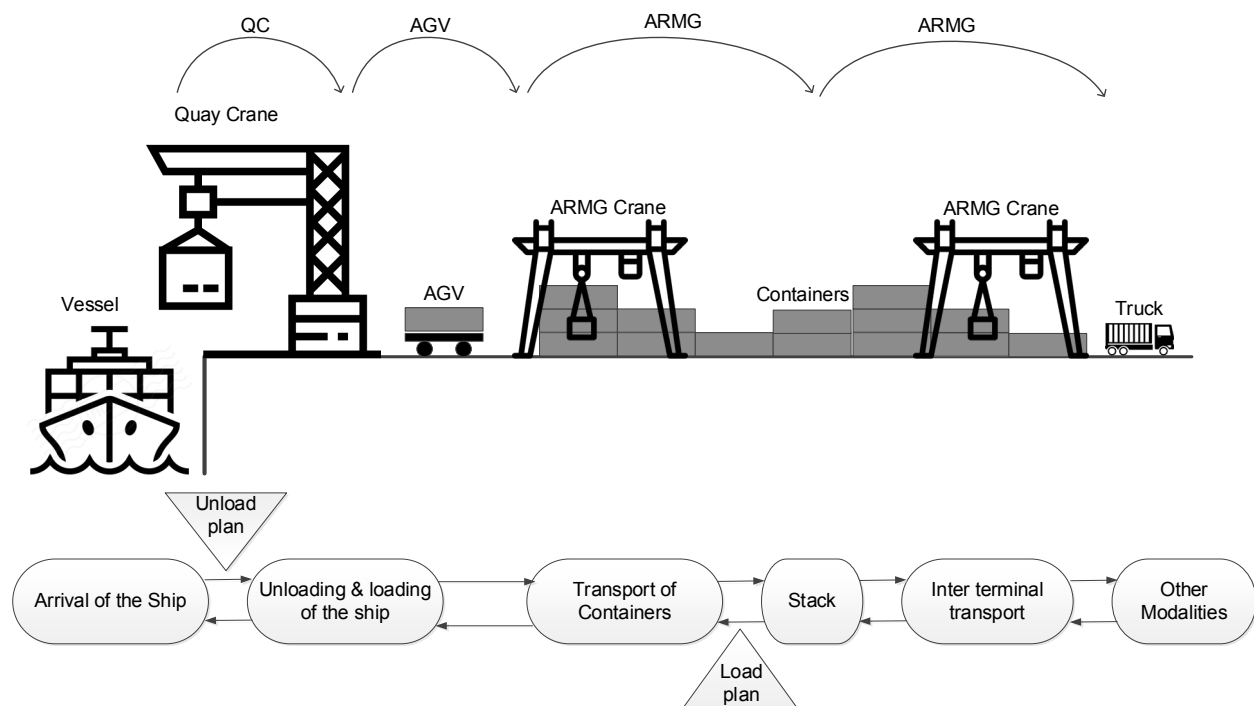 QC
AGV
ARMG
ARMG
Quay Crane
ARMG Crane
ARMG Crane
Vessel
AGV
Containers
Truck
Unload
plan
Arrival of the Ship
Unloading & loading
of the ship
Transport of
Containers
Stack
Inter terminal
transport
Other
Modalities
Load
plan